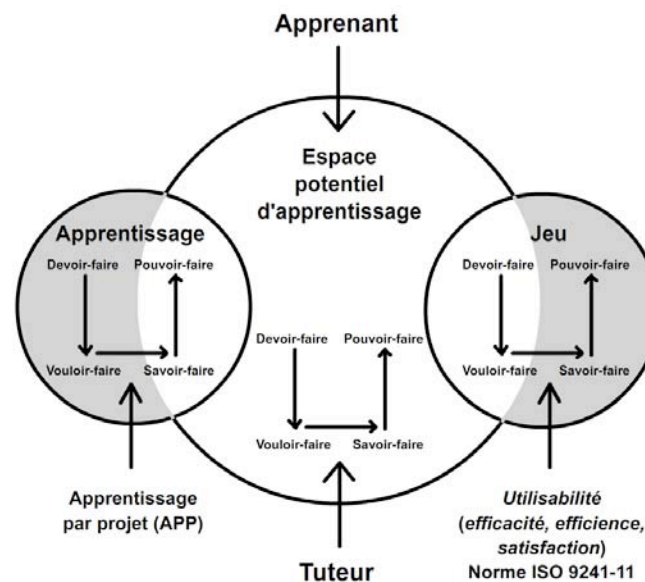 Apprenant
Espace
potentiel
d'apprentissage
Apprentissage
Devoir-faire Pouvoir-faire
Vouloir-faire Savoir-faire
Jeu
Devoir-faire Pouvoir-faire
Vouloir-faire Savoir-faire
Devoir-faire Pouvoir-faire
Vouloir-faire Savoir-faire
Apprentissage
par projet (APP)
Tuteur
Utilisabilité
(efficacité, efficience,
satisfaction)
Norme ISO 9241-11